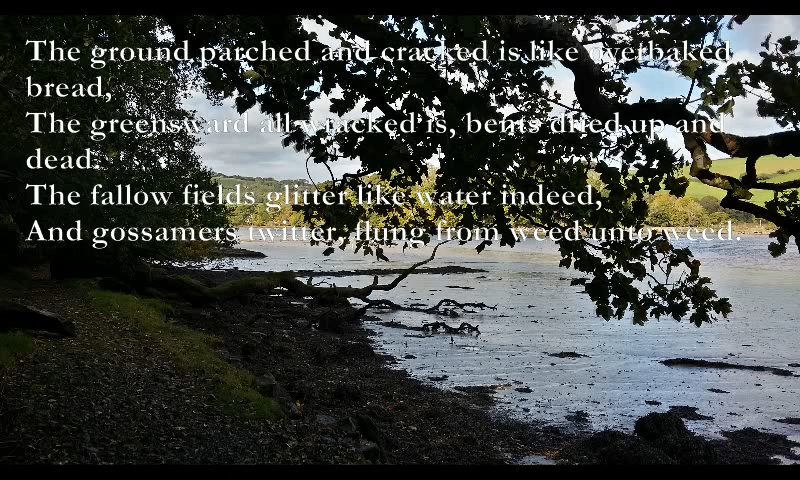 The ground parched and cracked is like overbaked
bread,
The greensward all wracked is, bents dried up and
dead.
The fallow fields glitter like water indeed,
And gossamers twitter, flung from weed unto weed.